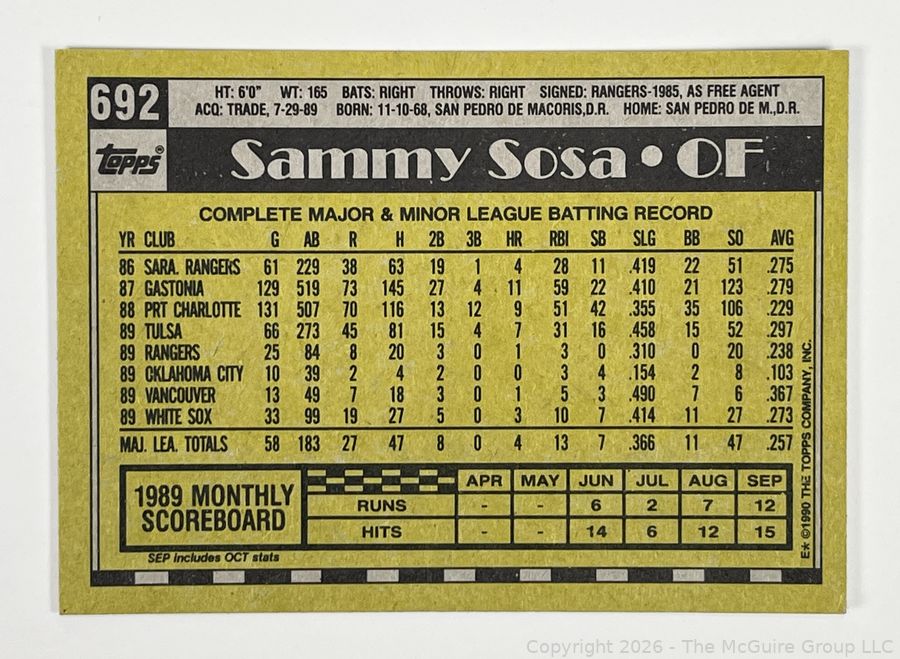 692
HT: 6'0" WT: 165 BATS: RIGHT THROWS: RIGHT SIGNED: RANGERS-1985, AS FREE AGENT
ACQ: TRADE, 7-29-89 BORN: 11-10-68, SAN PEDRO DE MACORIS,D.R. HOME: SAN PEDRO DE M.,D.R.
topps®
Sammy Sosa • OF
COMPLETE MAJOR & MINOR LEAGUE BATTING RECORD
YR CLUB G AB R H 2B 3B HR RBI SB SLG BB SO AVG
86 SARA. RANGERS 61 229 38 63 19 1 4 28 11 .419 22 51 .275
87 GASTONIA 129 519 73 145 27 4 11 59 22 .410 21 123 .279
88 PRT CHARLOTTE 131 507 70 116 13 12 9 51 42 .355 35 106 .229
89 TULSA 66 273 45 81 15 4 7 31 16 .458 15 52 .297
89 RANGERS 25 84 8 20 3 0 1 3 0 .310 0 20 .238
89 OKLAHOMA CITY 10 39 2 4 2 0 0 3 4 .154 2 8 .103
89 VANCOUVER 13 49 7 18 3 0 1 5 3 .490 7 6 .367
89 WHITE SOX 33 99 19 27 5 0 3 10 7 .414 11 27 .273
MAJ. LEA. TOTALS 58 183 27 47 8 0 4 13 7 .366 11 47 .257
1989 MONTHLY
SCOREBOARD
APR MAY JUN JUL AUG SEP
RUNS - - 6 2 7 12
HITS - - 14 6 12 15
SEP includes OCT stats
E* ©1990 THE TOPPS COMPANY, INC.
Copyright 2026 - The McGuire Group LLC